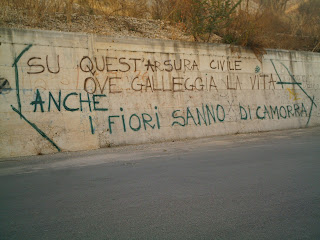 SU QUEST'ARSURA CIVILE
OVE GALLEGGIA LA VITA
ANCHE
I FIORI SANNO DI CAMORRA